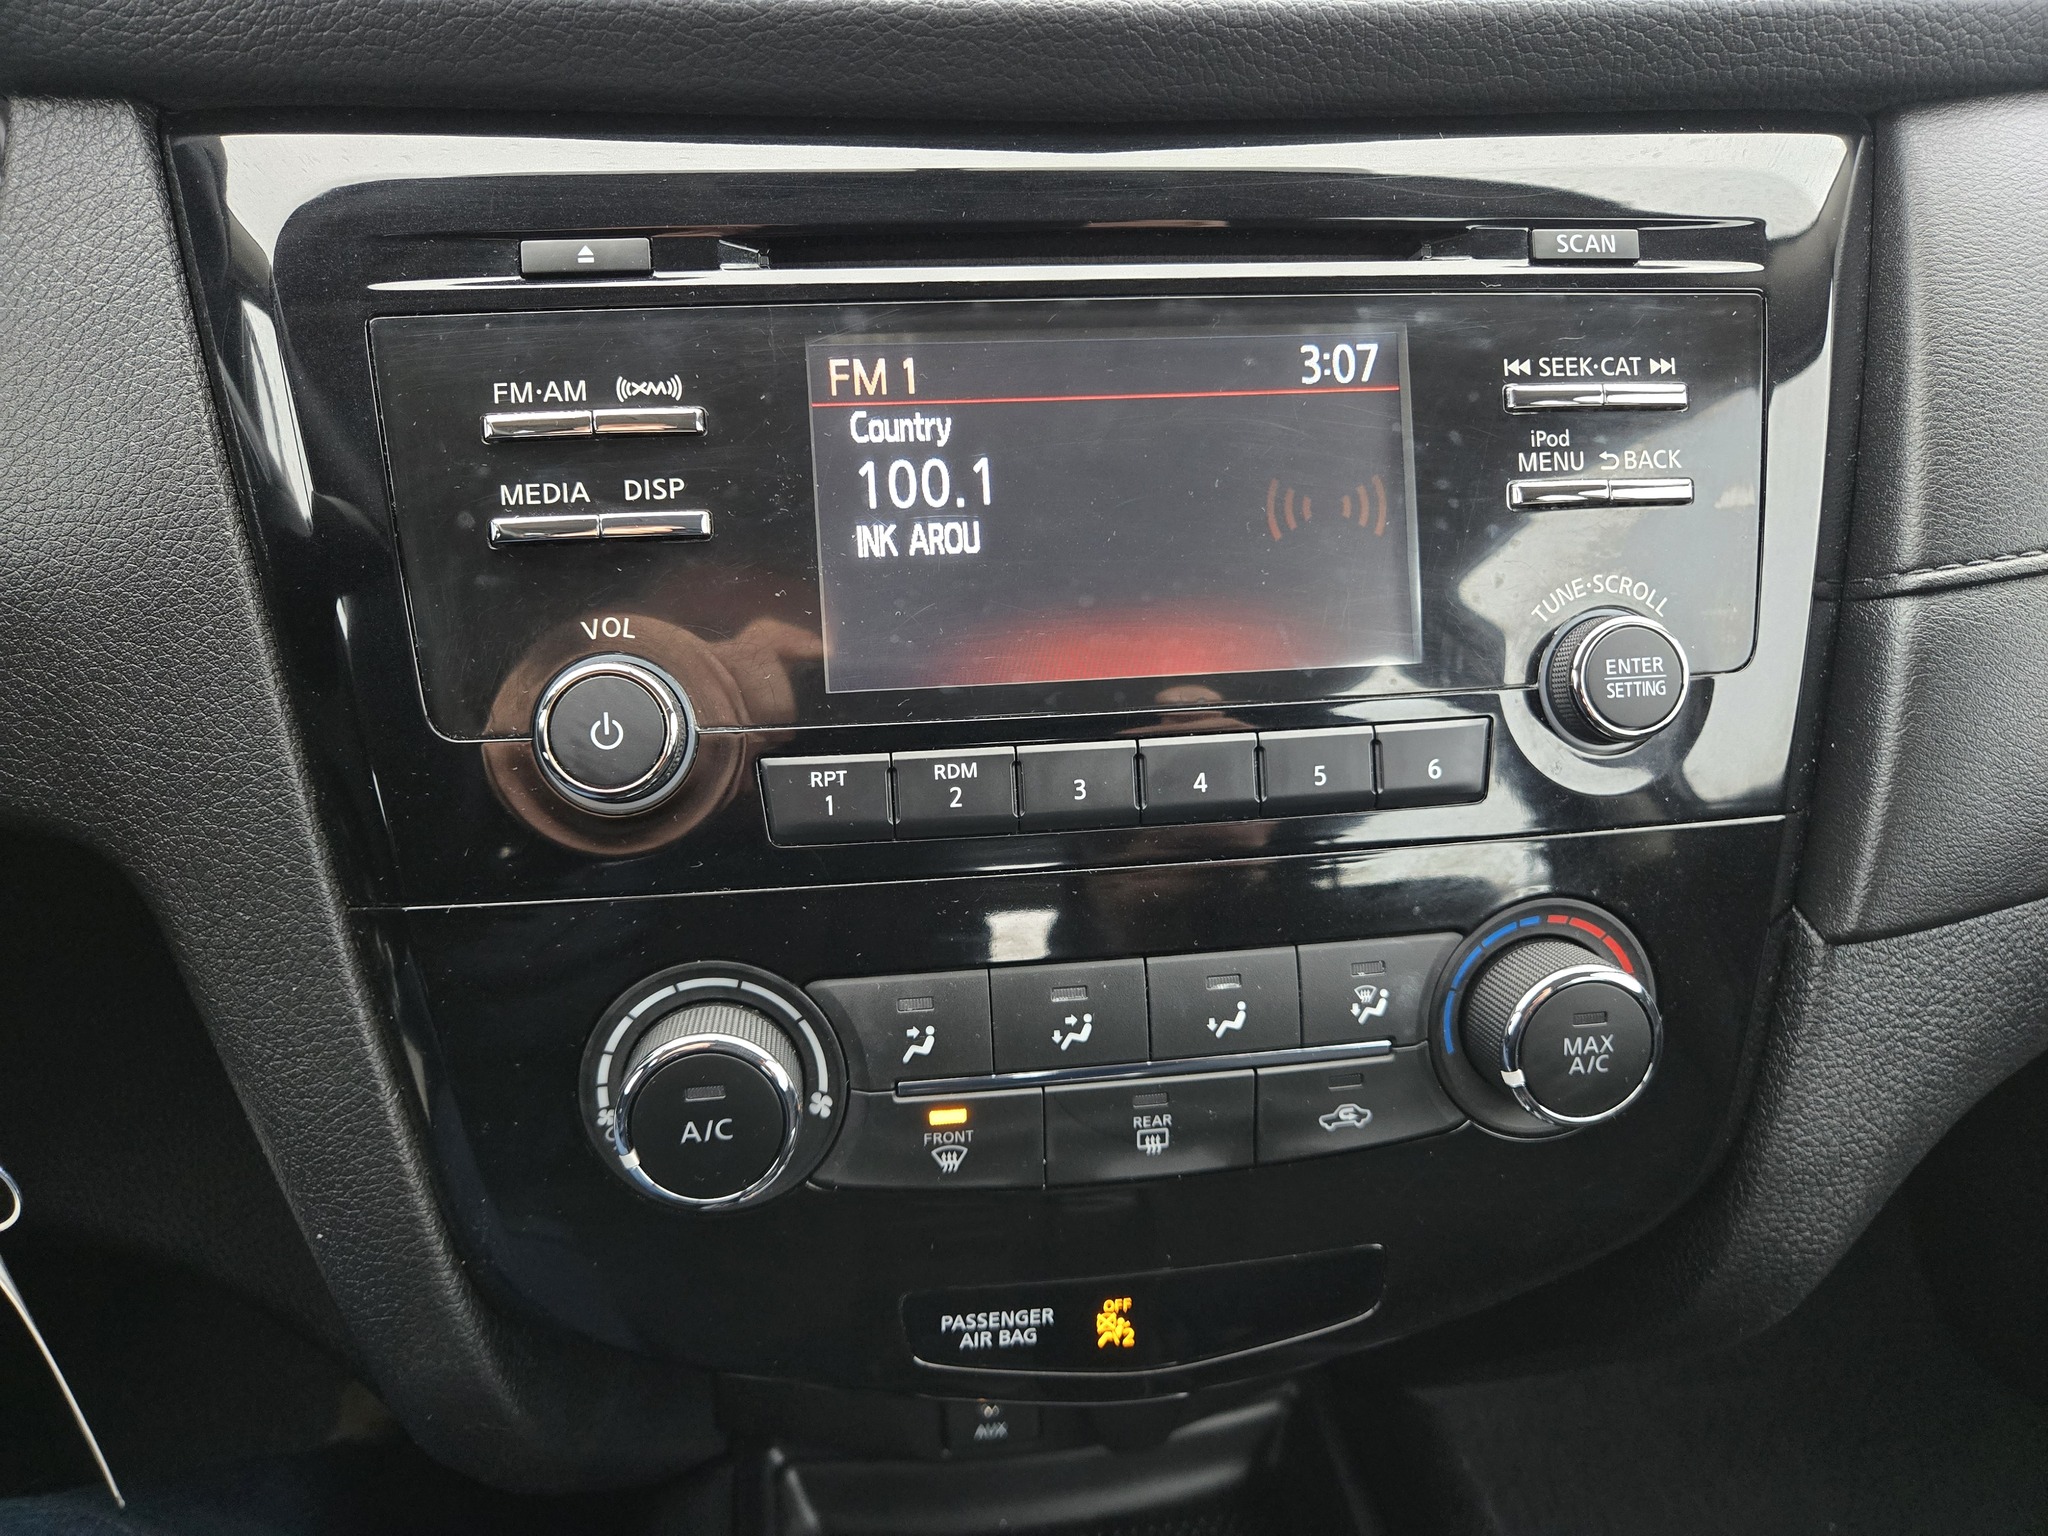 SCAN
FM 1 3:07
Country
100.1
INK AROU
FM·AM XM
MEDIA DISP
VOL
SEEK·CAT
iPod
MENU BACK
TUNE·SCROLL
ENTER
SETTING
RPT
1
RDM
2
3
4
5
6
A/C
MAX
A/C
FRONT
REAR
PASSENGER
AIR BAG
OFF
2
AUX